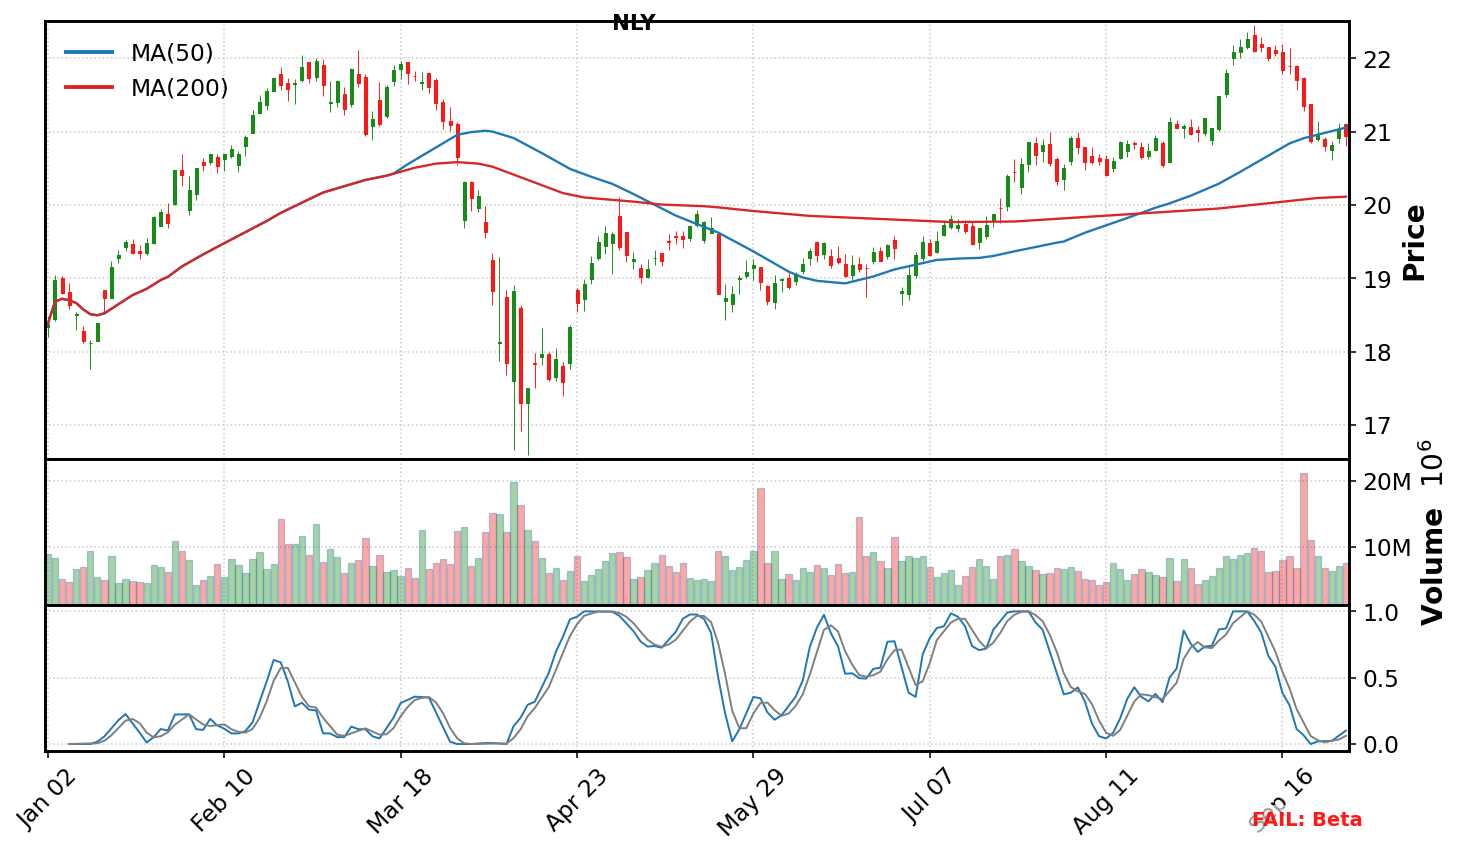 NLY
MA(50)
MA(200)
22
21
20
19
18
17
Price
20M
10M
Volume 10⁶
1.0
0.5
0.0
Jan 02
Feb 10
Mar 18
Apr 23
May 29
Jul 07
Aug 11
Sep 16
FAIL: Beta